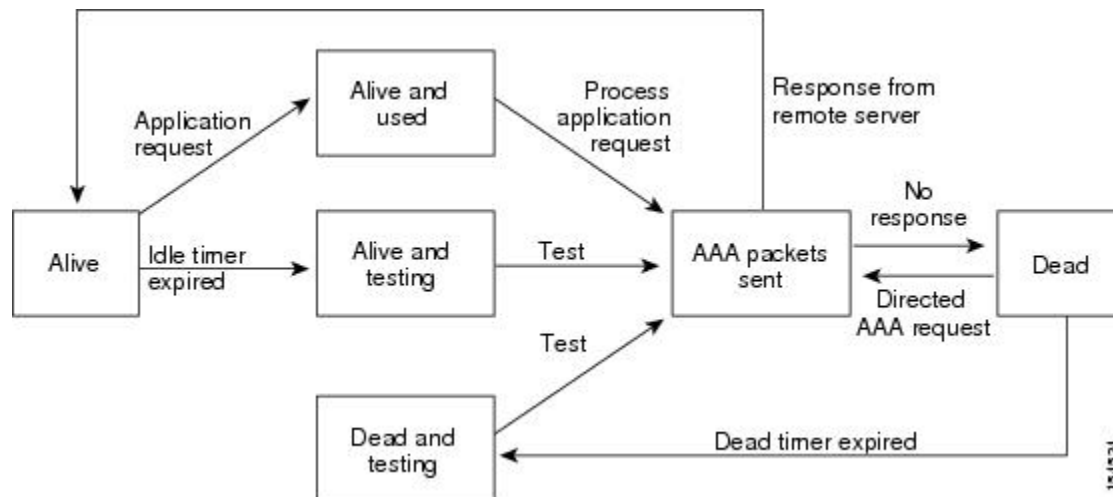 Alive and
used
Process
application
request
Response from
remote server
Application
request
No
response
Alive
Idle timer
expired
Alive and
testing
Test
AAA packets
sent
Dead
Directed
AAA request
Test
Dead and
testing
Dead timer expired